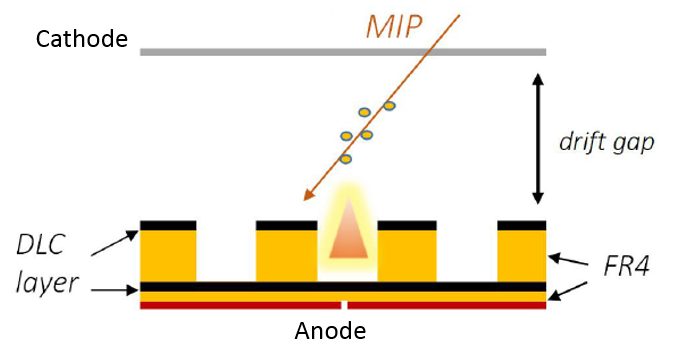 MIP
Cathode
drift gap
DLC
layer
FR4
Anode